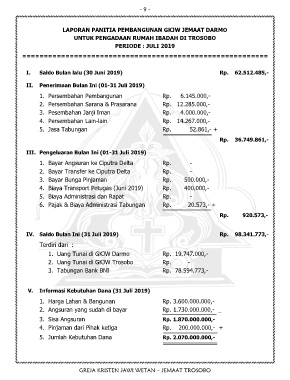 - 9 -
LAPORAN PANITIA PEMBANGUNAN GKJW JEMAAT DARMO
UNTUK PENGADAAN RUMAH IBADAH DI TROSOBO
PERIODE : JULI 2019
I. Saldo Bulan lalu (30 Juni 2019) Rp. 62.512.485,-
II. Penerimaan Bulan Ini (01-31 Juli 2019)
1. Persembahan Pembangunan Rp. 6.145.000,-
2. Persembahan Sarana & Prasarana Rp. 12.285.000,-
3. Pesembahan Janji Iman Rp. 4.000.000,-
4. Persembahan Lain-lain Rp. 14.267.000,-
5. Jasa Tabungan Rp. 52.861,- +
Rp. 36.749.861,-
III. Pengeluaran Bulan Ini (01-31 Juli 2019)
1. Bayar Angsuran ke Ciputra Delta Rp. -
2. Bayar Transfer ke Ciputra Delta Rp. -
3. Bayar Bunga Pinjaman Rp. 500.000,-
4. Biaya Transport Petugas (Juni 2019) Rp. 400.000,-
5. Biaya Administrasi dan Rapat Rp. -
6. Pajak & Biaya Administrasi Tabungan Rp. 20.573,- +
Rp. 920.573,-
IV. Saldo Bulan Ini (31 Juli 2019) Rp. 98.341.773,-
Terdiri dari :
1. Uang Tunai di GKJW Darmo Rp. 19.747.000,-
2. Uang Tunai di GKJW Trosobo Rp. -
3. Tabungan Bank BNI Rp. 78.594.773,-
V. Informasi Kebutuhan Dana (31 Juli 2019)
1. Harga Lahan & Bangunan Rp. 3.600.000.000,-
2. Angsuran yang sudah di bayar Rp. 1.730.000.000,- _
3. Sisa Angsuran Rp. 1.870.000.000,-
4. Pinjaman dari Pihak ketiga Rp. 200.000.000,- +
5. Jumlah Kebutuhan Dana Rp. 2.070.000.000,-
GREJA KRISTEN JAWI WETAN – JEMAAT TROSOBO